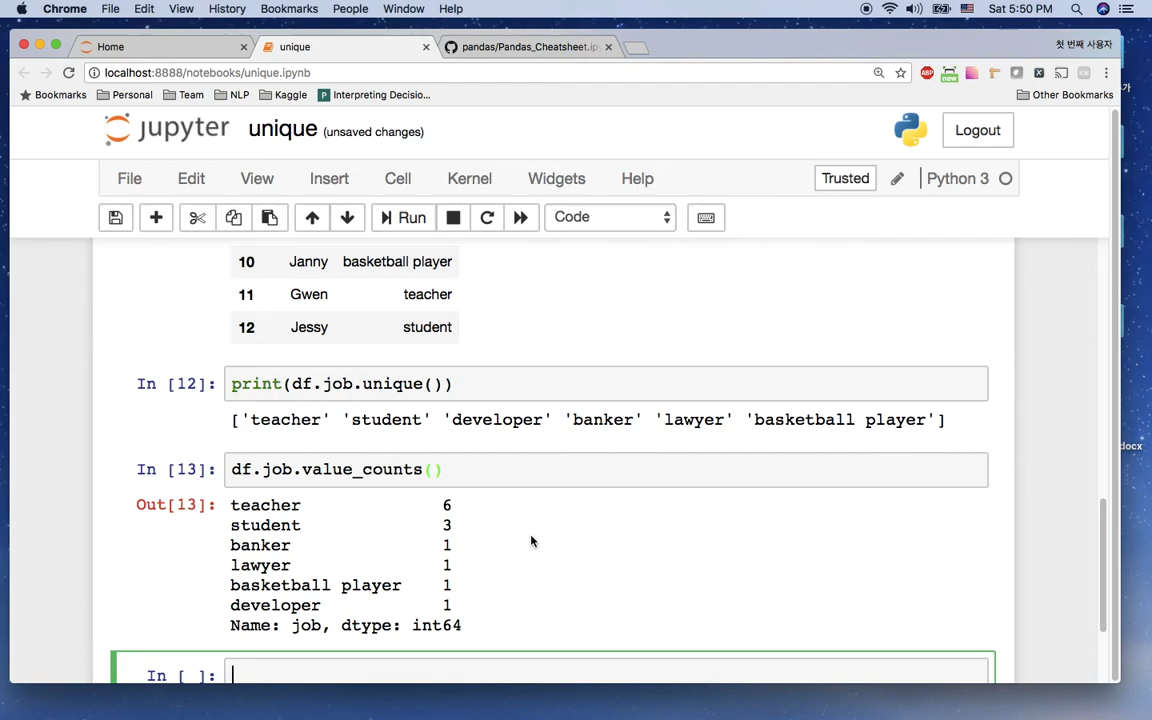 Chrome File Edit View History Bookmarks People Window Help Sat 5:50 PM
Home unique pandas/Pandas_Cheatsheet.ip 첫 번째 사용자
localhost:8888/notebooks/unique.ipynb ABP new
Bookmarks Personal Team NLP Kaggle P Interpreting Decisio... Other Bookmarks
jupyter unique (unsaved changes) Logout
File Edit View Insert Cell Kernel Widgets Help Trusted Python 3
Run Code
10 Janny basketball player
11 Gwen teacher
12 Jessy student
In [12]: print(df.job.unique())
['teacher' 'student' 'developer' 'banker' 'lawyer' 'basketball player']
In [13]: df.job.value_counts()
Out[13]: teacher 6
student 3
banker 1
lawyer 1
basketball player 1
developer 1
Name: job, dtype: int64
In [ ]:
가
docx